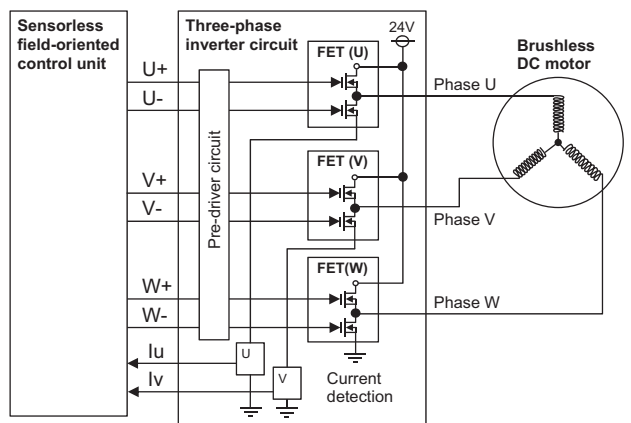 Sensorless
field-oriented
control unit
Three-phase
inverter circuit
24V
Brushless
DC motor
FET (U)
U+
U-
Phase U
Pre-driver circuit
FET (V)
V+
V-
Phase V
FET(W)
W+
W-
Phase W
Iu
Iv
U
V
Current
detection